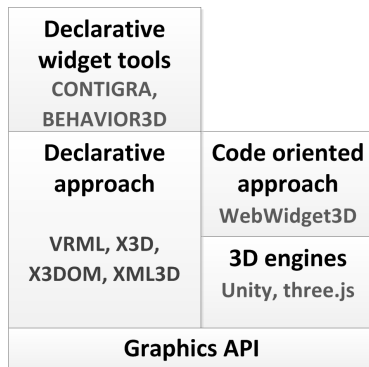 Declarative
widget tools
CONTIGRA,
BEHAVIOR3D
Declarative
approach
VRML, X3D,
X3DOM, XML3D
Code oriented
approach
WebWidget3D
3D engines
Unity, three.js
Graphics API